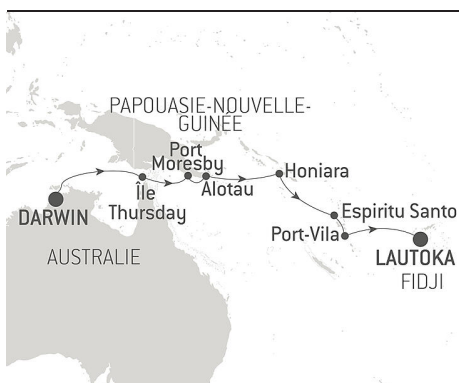 PAPOUASIE-NOUVELLE-
GUINÉE
Port
Moresby
Honiara
Île
Thursday
Alotau
DARWIN
Espiritu Santo
Port-Vila
AUSTRALIE
LAUTOKA
FIDJI